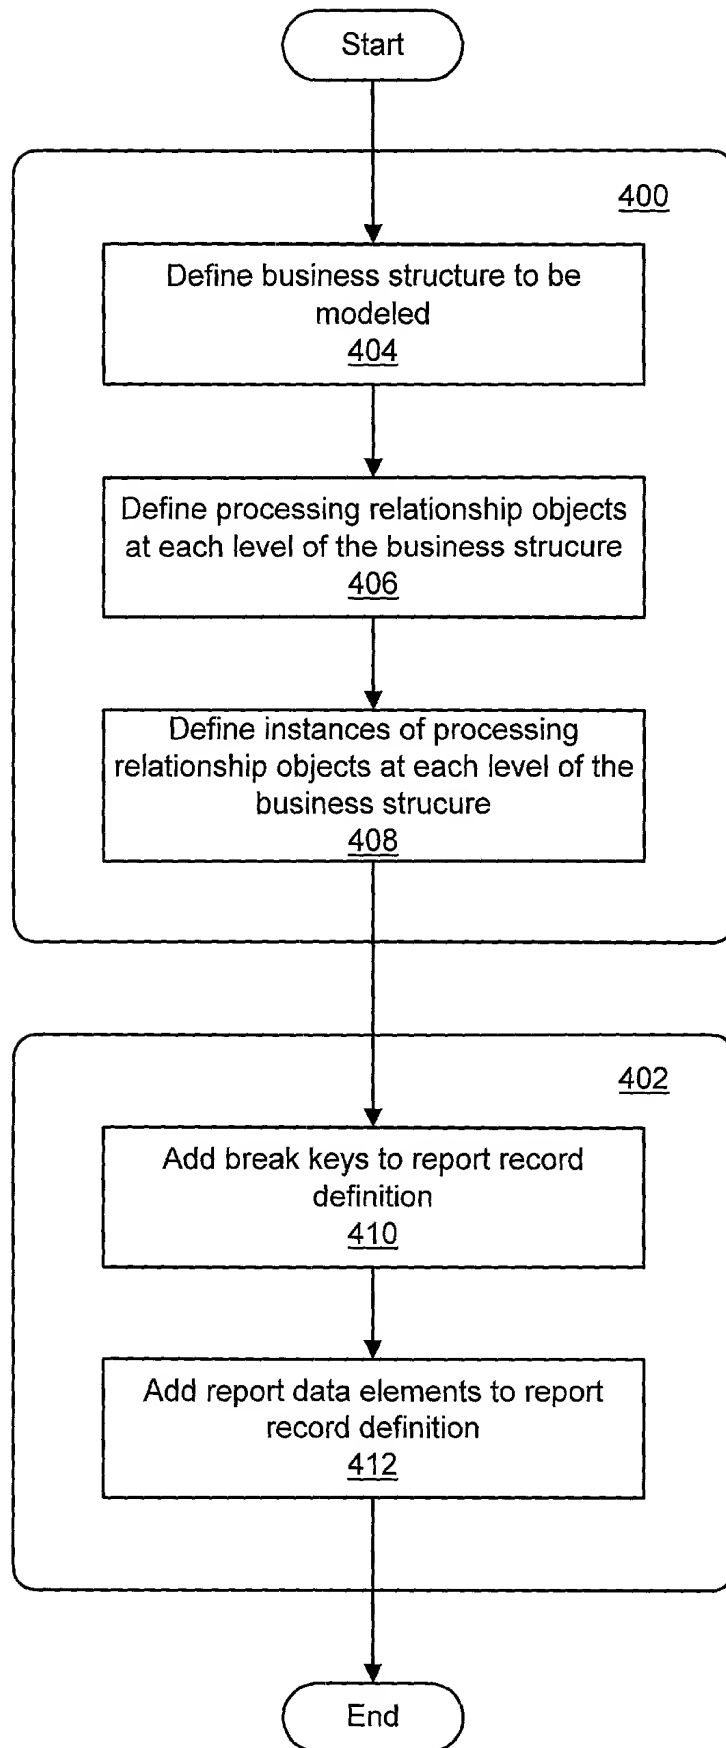 Start
400
Define business structure to be
modeled
404
Define processing relationship objects
at each level of the business strucure
406
Define instances of processing
relationship objects at each level of the
business strucure
408
402
Add break keys to report record
definition
410
Add report data elements to report
record definition
412
End